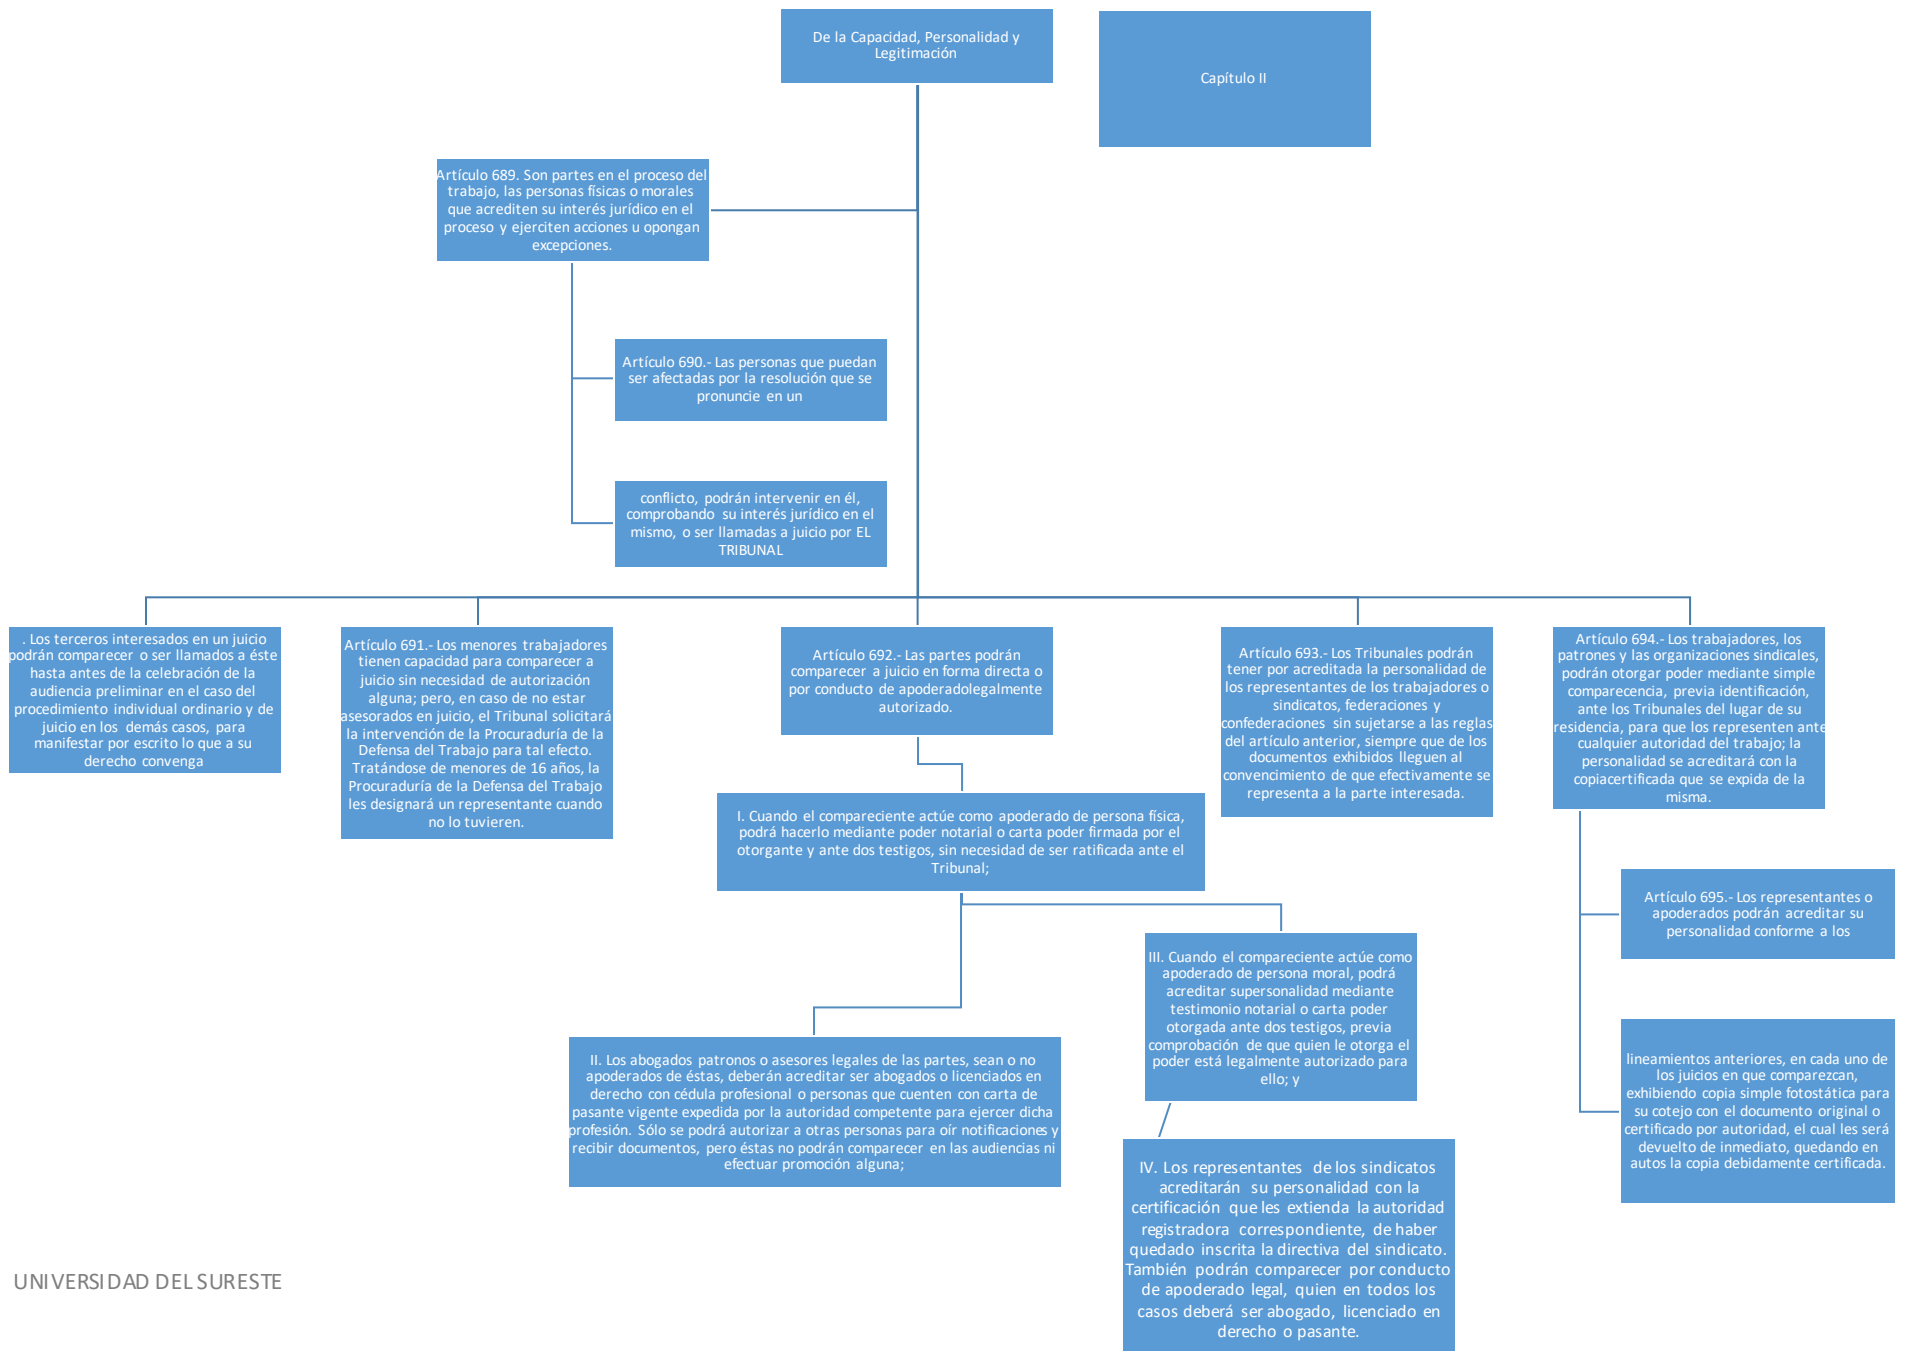 De la Capacidad, Personalidad y
Legitimación
Capítulo II
Artículo 689. Son partes en el proceso del
trabajo, las personas físicas o morales
que acrediten su interés jurídico en el
proceso y ejerciten acciones u opongan
excepciones.
Artículo 690.- Las personas que puedan
ser afectadas por la resolución que se
pronuncie en un
conflicto, podrán intervenir en él,
comprobando su interés jurídico en el
mismo, o ser llamadas a juicio por EL
TRIBUNAL
. Los terceros interesados en un juicio
podrán comparecer o ser llamados a éste
hasta antes de la celebración de la
audiencia preliminar en el caso del
procedimiento individual ordinario y de
juicio en los demás casos, para
manifestar por escrito lo que a su
derecho convenga
Artículo 691.- Los menores trabajadores
tienen capacidad para comparecer a
juicio sin necesidad de autorización
alguna; pero, en caso de no estar
asesorados en juicio, el Tribunal solicitará
la intervención de la Procuraduría de la
Defensa del Trabajo para tal efecto.
Tratándose de menores de 16 años, la
Procuraduría de la Defensa del Trabajo
les designará un representante cuando
no lo tuvieren.
Artículo 692.- Las partes podrán
comparecer a juicio en forma directa o
por conducto de apoderadolegalmente
autorizado.
I. Cuando el compareciente actúe como apoderado de persona física,
podrá hacerlo mediante poder notarial o carta poder firmada por el
otorgante y ante dos testigos, sin necesidad de ser ratificada ante el
Tribunal;
II. Los abogados patronos o asesores legales de las partes, sean o no
apoderados de éstas, deberán acreditar ser abogados o licenciados en
derecho con cédula profesional o personas que cuenten con carta de
pasante vigente expedida por la autoridad competente para ejercer dicha
profesión. Sólo se podrá autorizar a otras personas para oír notificaciones y
recibir documentos, pero éstas no podrán comparecer en las audiencias ni
efectuar promoción alguna;
III. Cuando el compareciente actúe como
apoderado de persona moral, podrá
acreditar supersonalidad mediante
testimonio notarial o carta poder
otorgada ante dos testigos, previa
comprobación de que quien le otorga el
poder está legalmente autorizado para
ello; y
IV. Los representantes de los sindicatos
acreditarán su personalidad con la
certificación que les extienda la autoridad
registradora correspondiente, de haber
quedado inscrita la directiva del sindicato.
También podrán comparecer por conducto
de apoderado legal, quien en todos los
casos deberá ser abogado, licenciado en
derecho o pasante.
Artículo 693.- Los Tribunales podrán
tener por acreditada la personalidad de
los representantes de los trabajadores o
sindicatos, federaciones y
confederaciones sin sujetarse a las reglas
del artículo anterior, siempre que de los
documentos exhibidos lleguen al
convencimiento de que efectivamente se
representa a la parte interesada.
Artículo 694.- Los trabajadores, los
patrones y las organizaciones sindicales,
podrán otorgar poder mediante simple
comparecencia, previa identificación,
ante los Tribunales del lugar de su
residencia, para que los representen ante
cualquier autoridad del trabajo; la
personalidad se acreditará con la
copiacertificada que se expida de la
misma.
Artículo 695.- Los representantes o
apoderados podrán acreditar su
personalidad conforme a los
lineamientos anteriores, en cada uno de
los juicios en que comparezcan,
exhibiendo copia simple fotostática para
su cotejo con el documento original o
certificado por autoridad, el cual les será
devuelto de inmediato, quedando en
autos la copia debidamente certificada.
UNIVERSIDAD DEL SURESTE